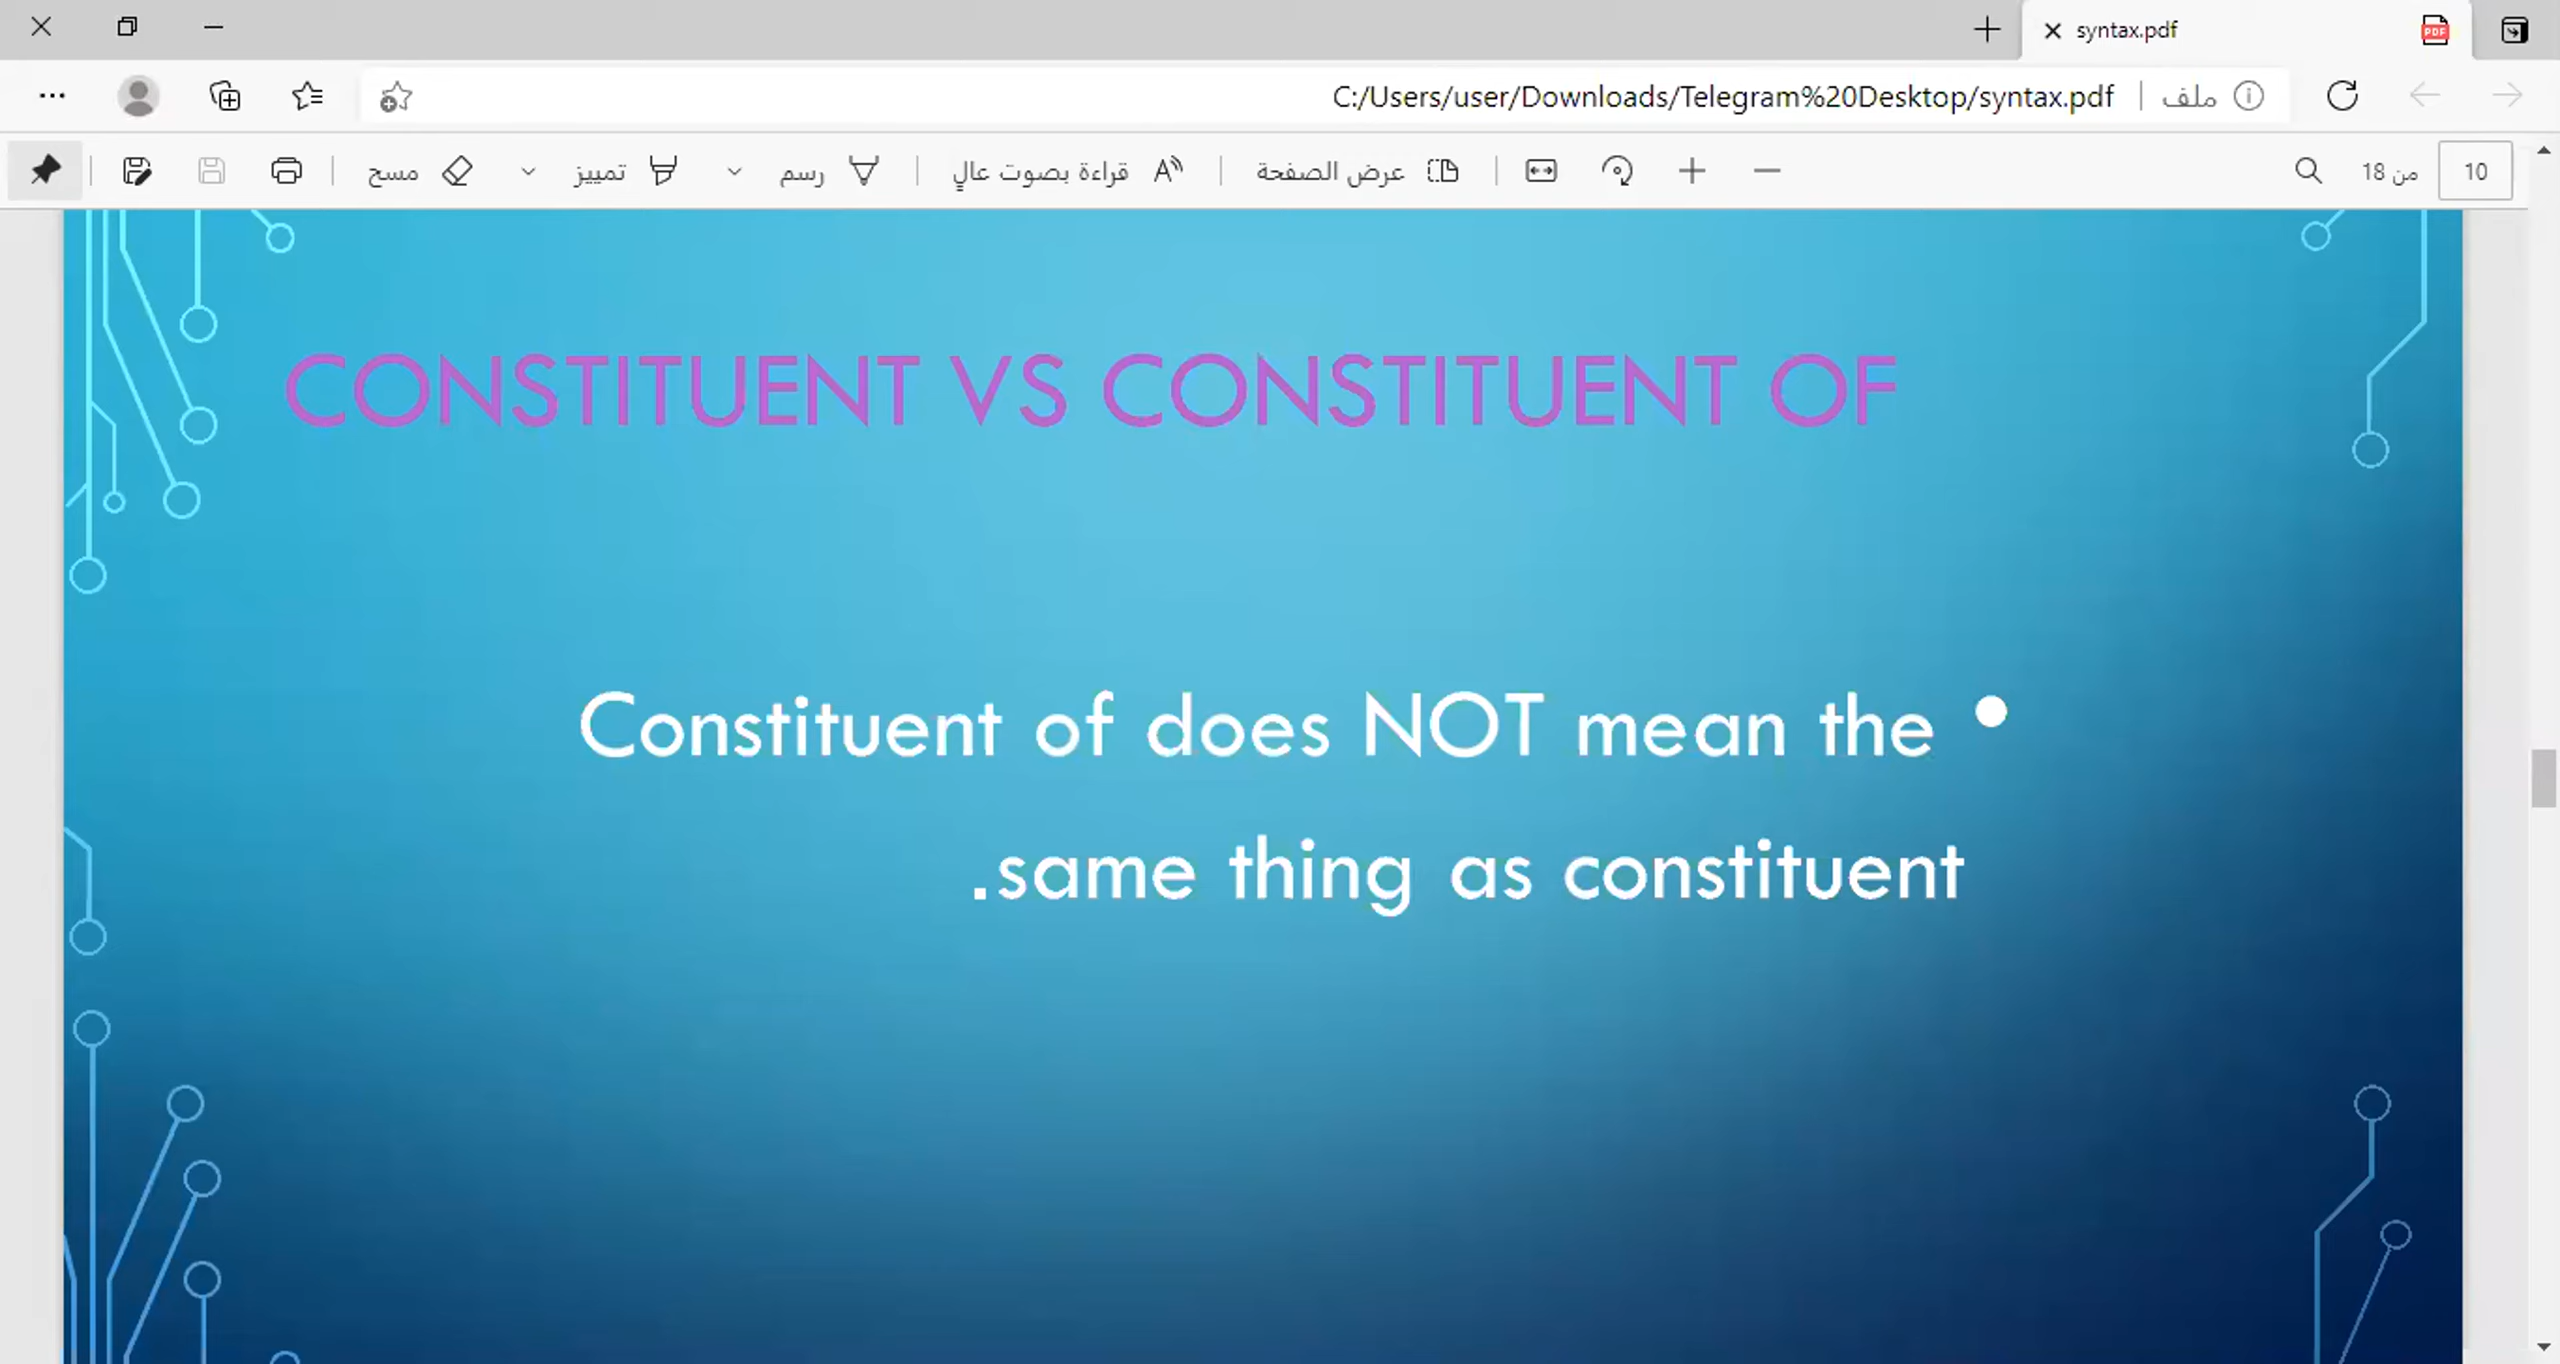 syntax.pdf
C:/Users/user/Downloads/Telegram%20Desktop/syntax.pdf | ملف
10 من 18
عرض الصفحة
قراءة بصوت عالٍ
رسم
تمييز
مسح
CONSTITUENT VS CONSTITUENT OF
• Constituent of does NOT mean the
same thing as constituent.